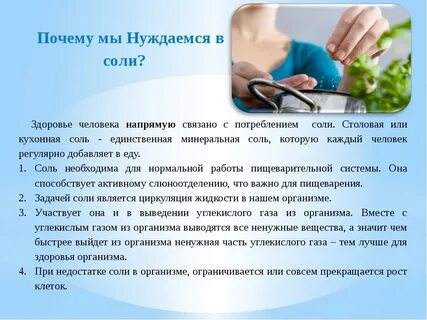 Почему мы Нуждаемся в
соли?
Здоровье человека напрямую связано с потреблением соли. Столовая или
кухонная соль - единственная минеральная соль, которую каждый человек
регулярно добавляет в еду.
1. Соль необходима для нормальной работы пищеварительной системы. Она
способствует активному слюноотделению, что важно для пищеварения.
2. Задачей соли является циркуляция жидкости в нашем организме.
3. Участвует она и в выведении углекислого газа из организма. Вместе с
углекислым газом из организма выводятся все ненужные вещества, а значит чем
быстрее выйдет из организма ненужная часть углекислого газа – тем лучше для
здоровья организма.
4. При недостатке соли в организме, ограничивается или совсем прекращается рост
клеток.